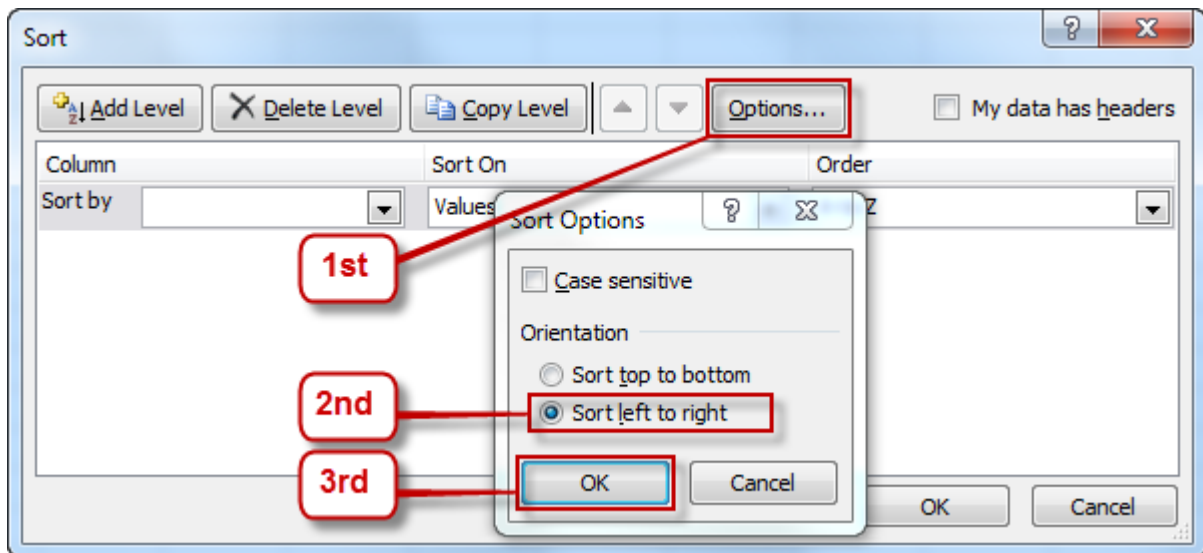 Sort
Add Level Delete Level Copy Level Options... My data has headers
Column Sort On Order
Sort by Values Z
Sort Options
1st
Case sensitive
Orientation
Sort top to bottom
2nd
Sort left to right
3rd
OK Cancel
OK Cancel